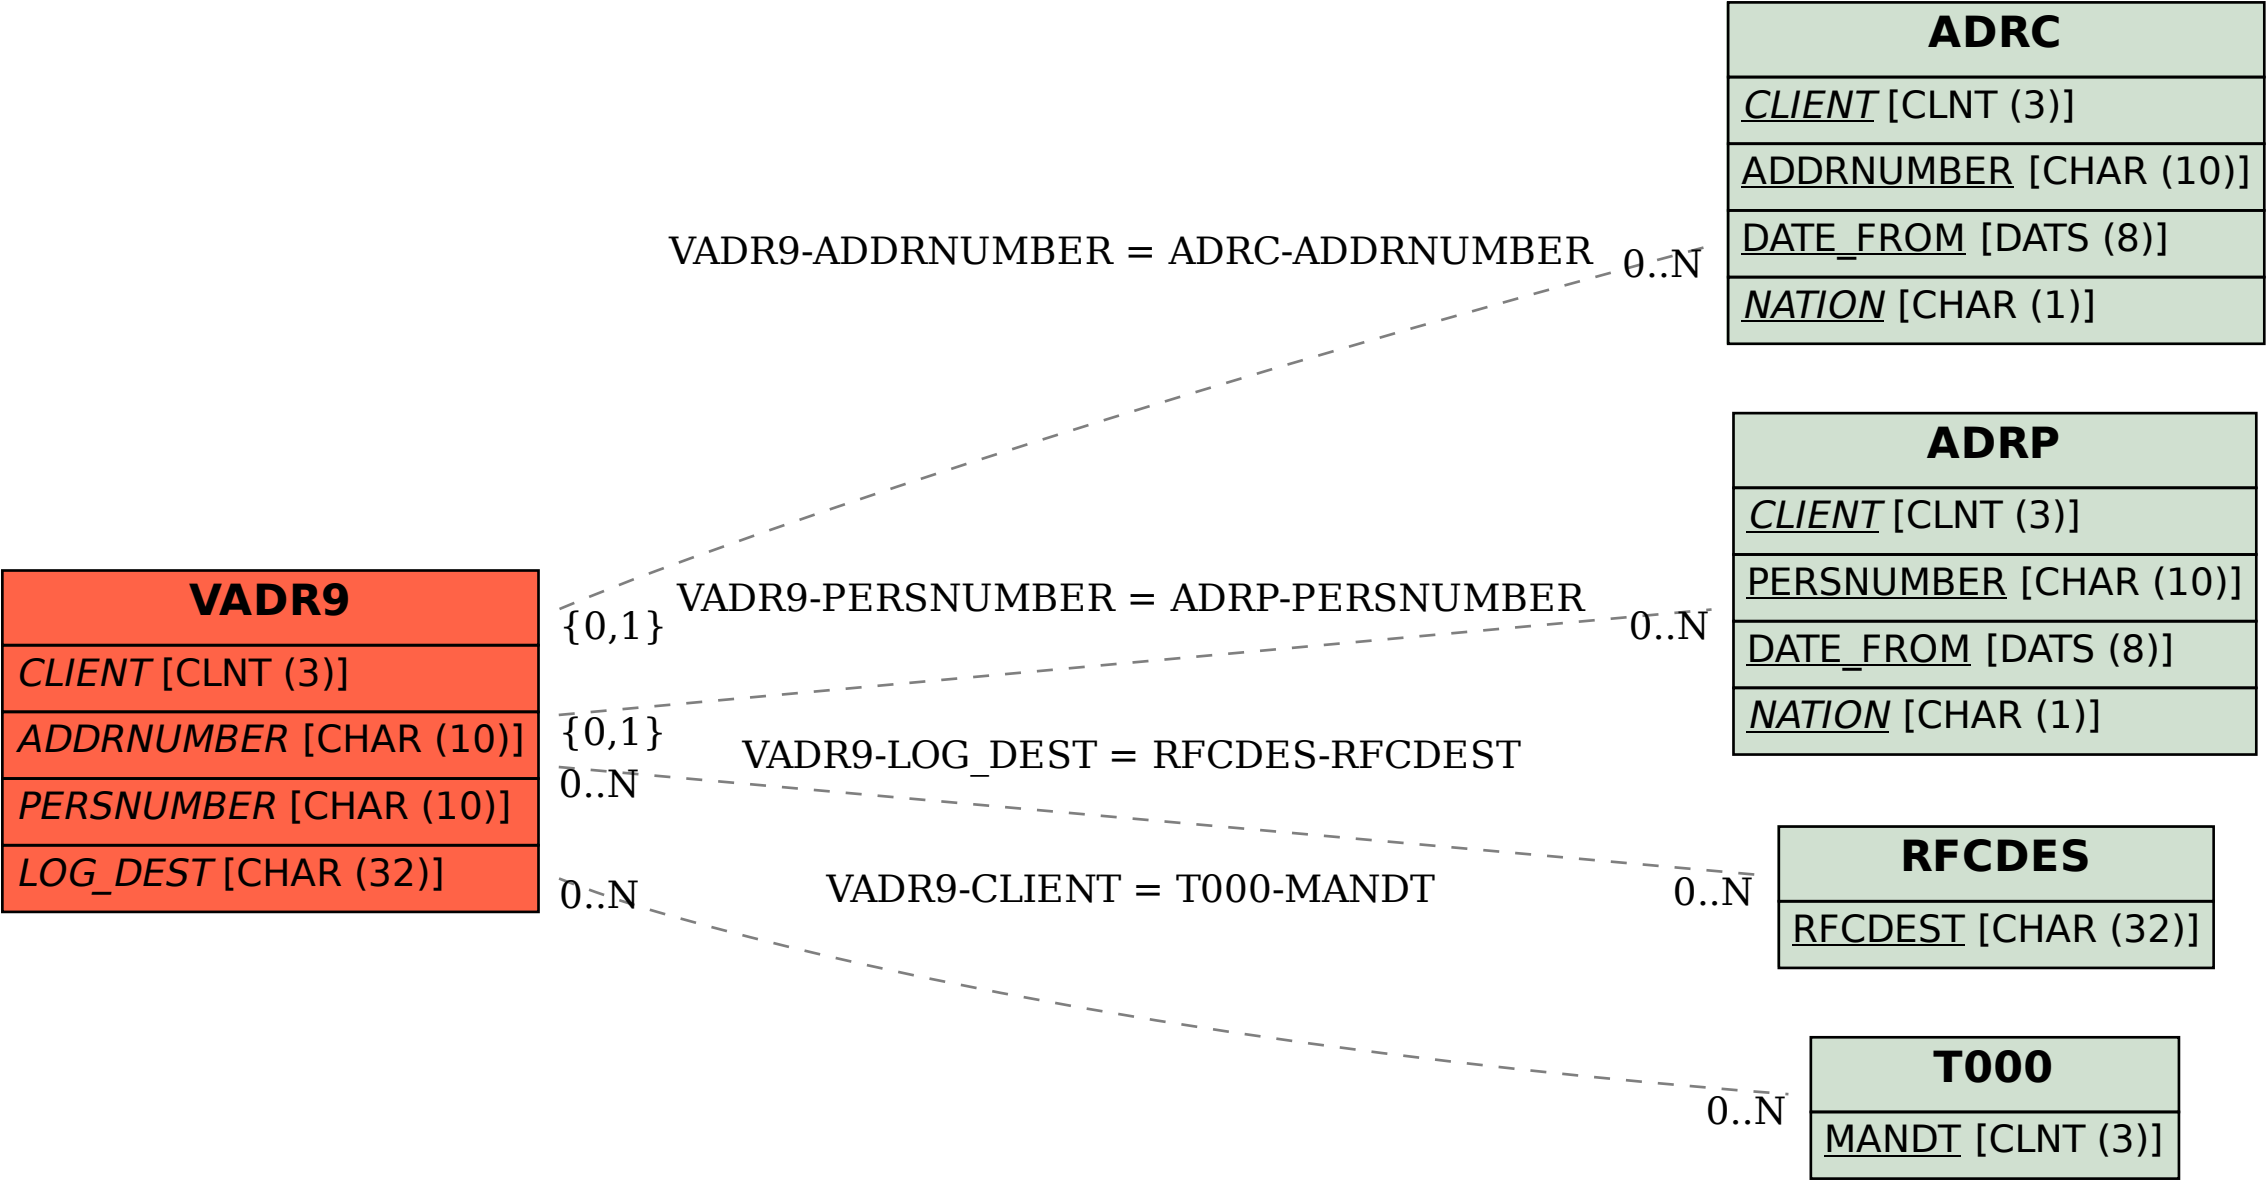 ADRC
CLIENT [CLNT (3)]
ADDRNUMBER [CHAR (10)]
DATE_FROM [DATS (8)]
NATION [CHAR (1)]
VADR9-ADDRNUMBER = ADRC-ADDRNUMBER
0..N
{0,1}
ADRP
CLIENT [CLNT (3)]
PERSNUMBER [CHAR (10)]
DATE_FROM [DATS (8)]
NATION [CHAR (1)]
VADR9-PERSNUMBER = ADRP-PERSNUMBER
0..N
{0,1}
VADR9
CLIENT [CLNT (3)]
ADDRNUMBER [CHAR (10)]
PERSNUMBER [CHAR (10)]
LOG_DEST [CHAR (32)]
VADR9-LOG_DEST = RFCDES-RFCDEST
0..N
0..N
RFCDES
RFCDEST [CHAR (32)]
VADR9-CLIENT = T000-MANDT
0..N
0..N
T000
MANDT [CLNT (3)]